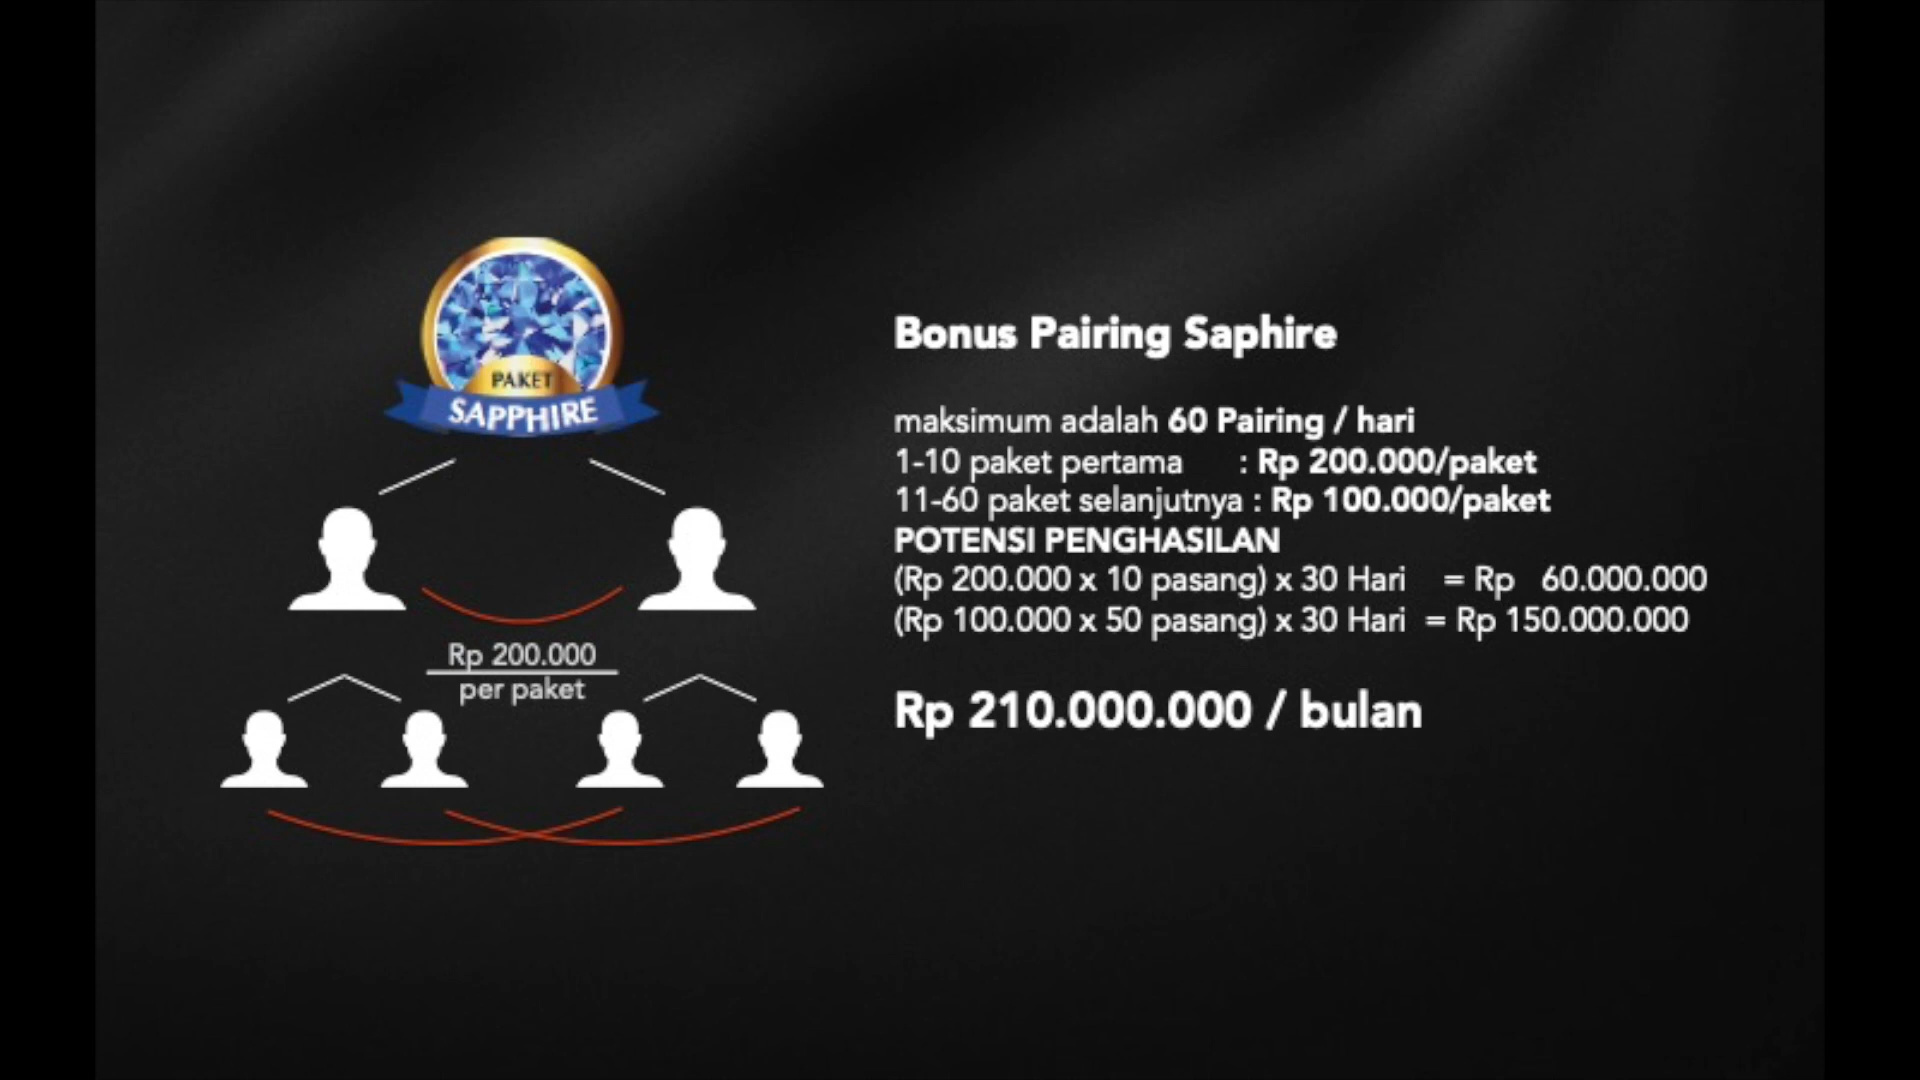 PAKET
SAPPHIRE
Rp 200.000
per paket
Bonus Pairing Saphire
maksimum adalah 60 Pairing / hari
1-10 paket pertama : Rp 200.000/paket
11-60 paket selanjutnya : Rp 100.000/paket
POTENSI PENGHASILAN
(Rp 200.000 x 10 pasang) x 30 Hari = Rp 60.000.000
(Rp 100.000 x 50 pasang) x 30 Hari = Rp 150.000.000
Rp 210.000.000 / bulan